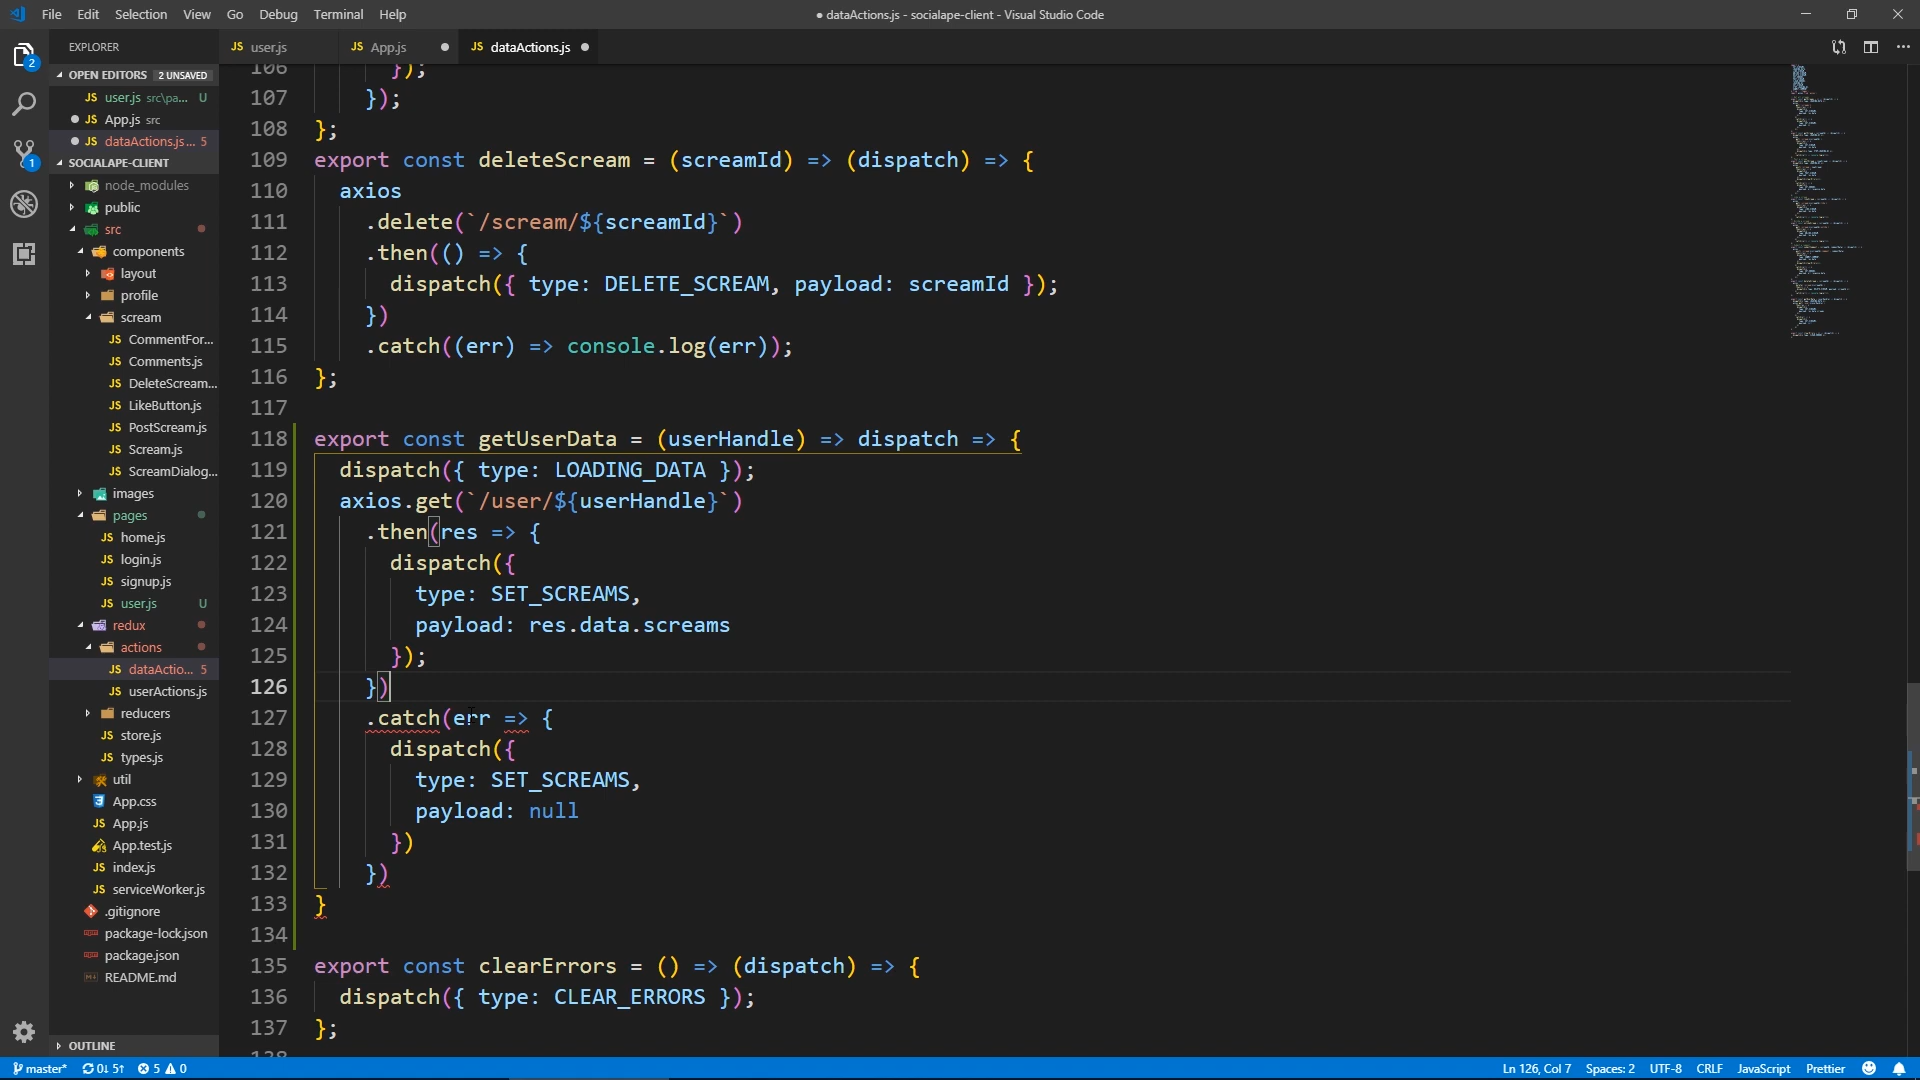 File Edit Selection View Go Debug Terminal Help
● dataActions.js - socialape-client - Visual Studio Code
EXPLORER
JS user.js
JS App.js ●
JS dataActions.js ●
OPEN EDITORS 2 UNSAVED
JS user.js src\pa... U
● JS App.js src
● JS dataActions.js... 5
SOCIALAPE-CLIENT
node_modules
public
src
components
layout
profile
scream
JS CommentFor...
JS Comments.js
JS DeleteScream...
JS LikeButton.js
JS PostScream.js
JS Scream.js
JS ScreamDialog...
images
pages
JS home.js
JS login.js
JS signup.js
JS user.js U
redux
actions
JS dataActio... 5
JS userActions.js
reducers
JS store.js
JS types.js
util
App.css
JS App.js
App.test.js
JS index.js
JS serviceWorker.js
.gitignore
package-lock.json
package.json
README.md
OUTLINE
106 });
107 });
108 };
109 export const deleteScream = (screamId) => (dispatch) => {
110 axios
111 .delete(`/scream/${screamId}`)
112 .then(() => {
113 dispatch({ type: DELETE_SCREAM, payload: screamId });
114 })
115 .catch((err) => console.log(err));
116 };
117
118 export const getUserData = (userHandle) => dispatch => {
119 dispatch({ type: LOADING_DATA });
120 axios.get(`/user/${userHandle}`)
121 .then(res => {
122 dispatch({
123 type: SET_SCREAMS,
124 payload: res.data.screams
125 });
126 })
127 .catch(err => {
128 dispatch({
129 type: SET_SCREAMS,
130 payload: null
131 })
132 })
133 }
134
135 export const clearErrors = () => (dispatch) => {
136 dispatch({ type: CLEAR_ERRORS });
137 };
138
2
1
master* 0↓ 5↑ 5 0
Ln 126, Col 7 Spaces: 2 UTF-8 CRLF JavaScript Prettier